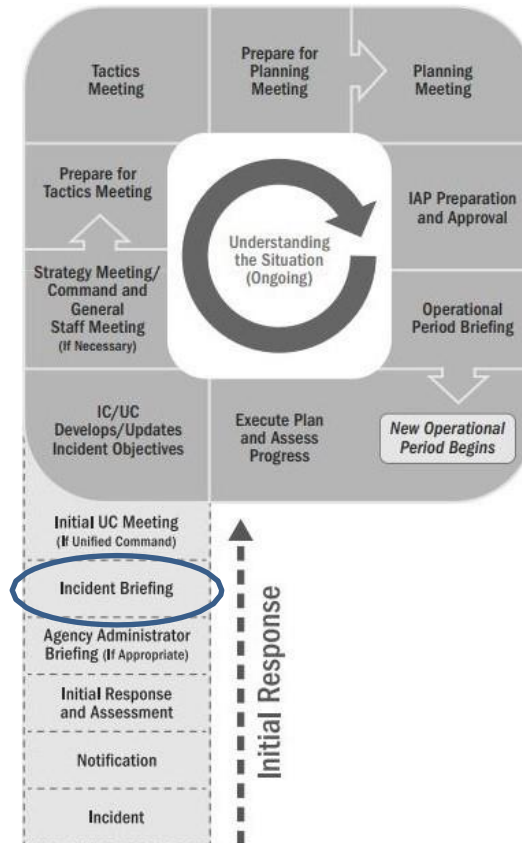 Tactics
Meeting
Prepare for
Planning
Meeting
Planning
Meeting
Prepare for
Tactics Meeting
IAP Preparation
and Approval
Understanding
the Situation
(Ongoing)
Strategy Meeting/
Command and
General
Staff Meeting
(If Necessary)
Operational
Period Briefing
IC/UC
Develops/Updates
Incident Objectives
Execute Plan
and Assess
Progress
New Operational
Period Begins
Initial UC Meeting
(If Unified Command)
Incident Briefing
Agency Administrator
Briefing (If Appropriate)
Initial Response
and Assessment
Notification
Incident
Initial Response